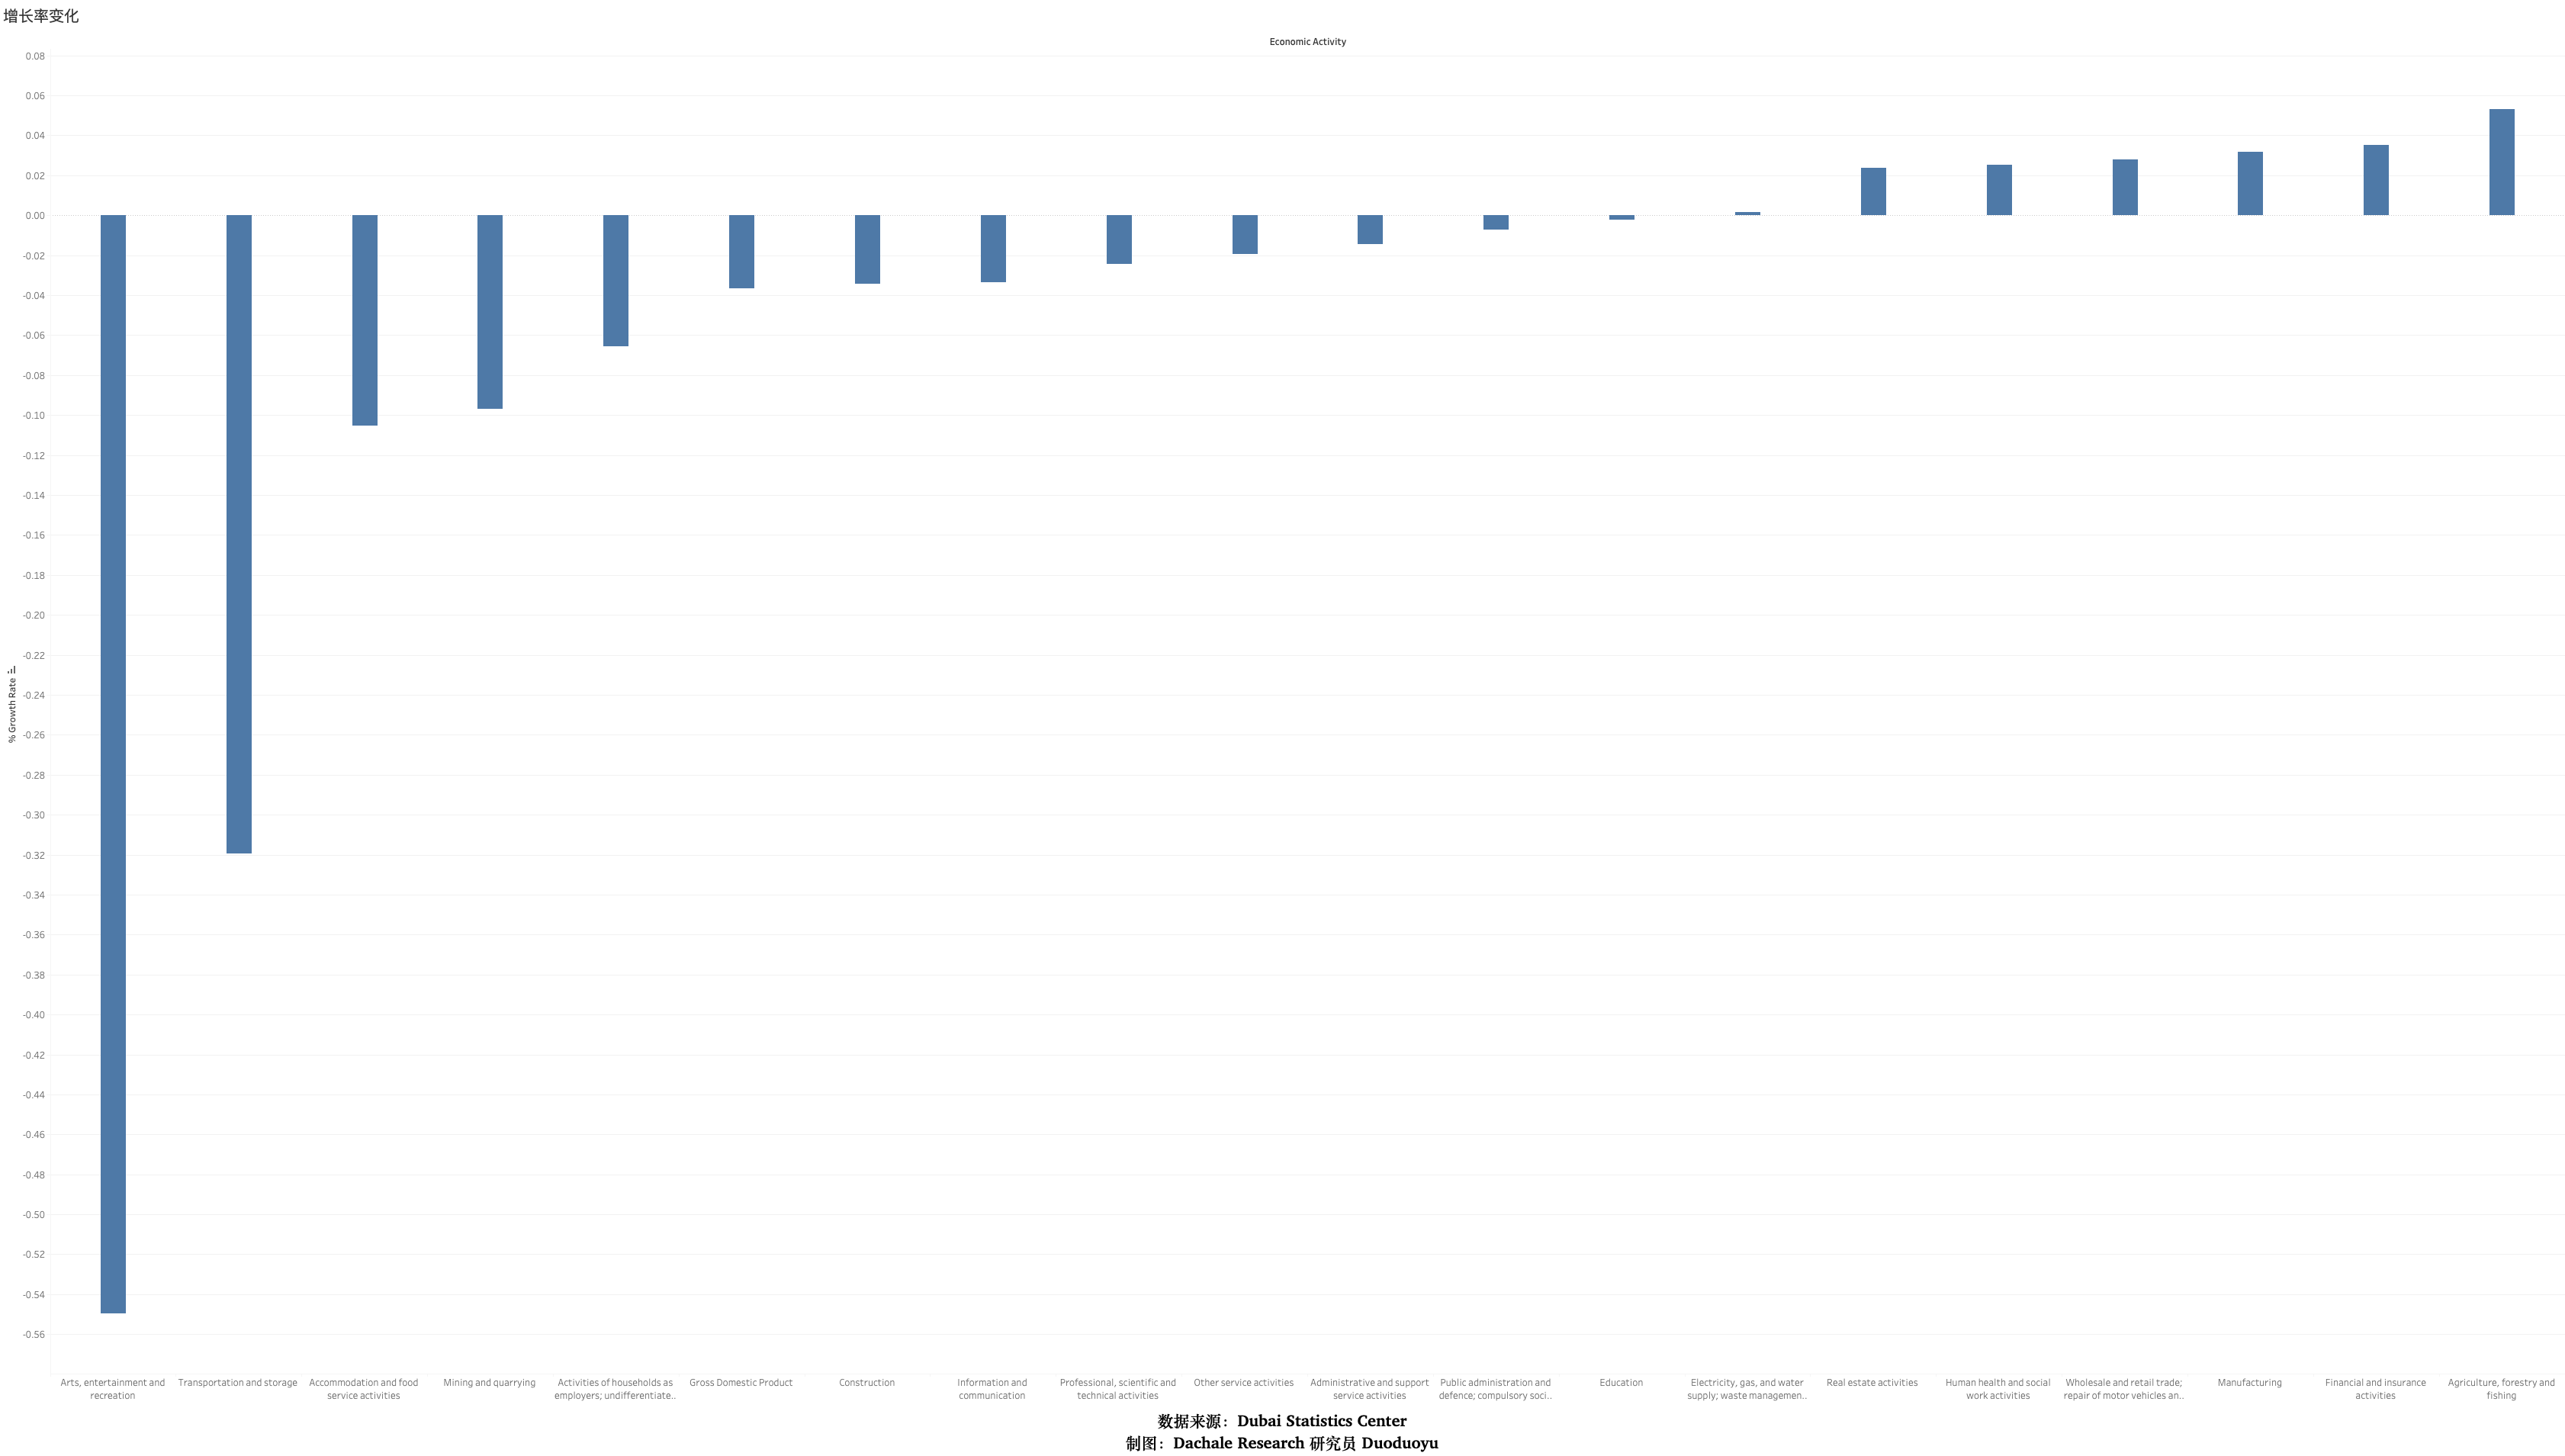 增长率变化
Economic Activity
0.08
0.06
0.04
0.02
0.00
-0.02
-0.04
-0.06
-0.08
-0.10
-0.12
-0.14
-0.16
-0.18
-0.20
-0.22
-0.24
-0.26
-0.28
-0.30
-0.32
-0.34
-0.36
-0.38
-0.40
-0.42
-0.44
-0.46
-0.48
-0.50
-0.52
-0.54
-0.56
% Growth Rate
Arts, entertainment and
recreation
Transportation and storage
Accommodation and food
service activities
Mining and quarrying
Activities of households as
employers; undifferentiate..
Gross Domestic Product
Construction
Information and
communication
Professional, scientific and
technical activities
Other service activities
Administrative and support
service activities
Public administration and
defence; compulsory soci..
Education
Electricity, gas, and water
supply; waste managemen..
Real estate activities
Human health and social
work activities
Wholesale and retail trade;
repair of motor vehicles an..
Manufacturing
Financial and insurance
activities
Agriculture, forestry and
fishing
数据来源：Dubai Statistics Center
制图：Dachale Research 研究员 Duoduoyu